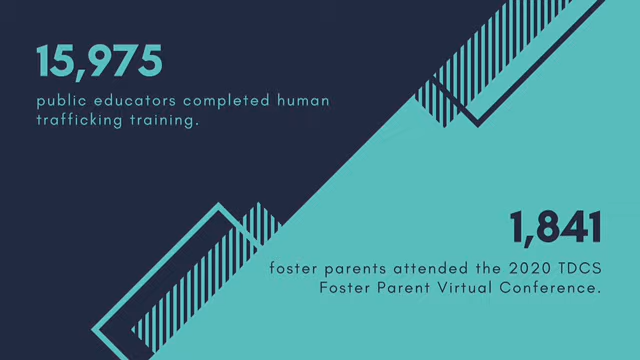 15,975
public educators completed human
trafficking training.
1,841
foster parents attended the 2020 TDCS
Foster Parent Virtual Conference.